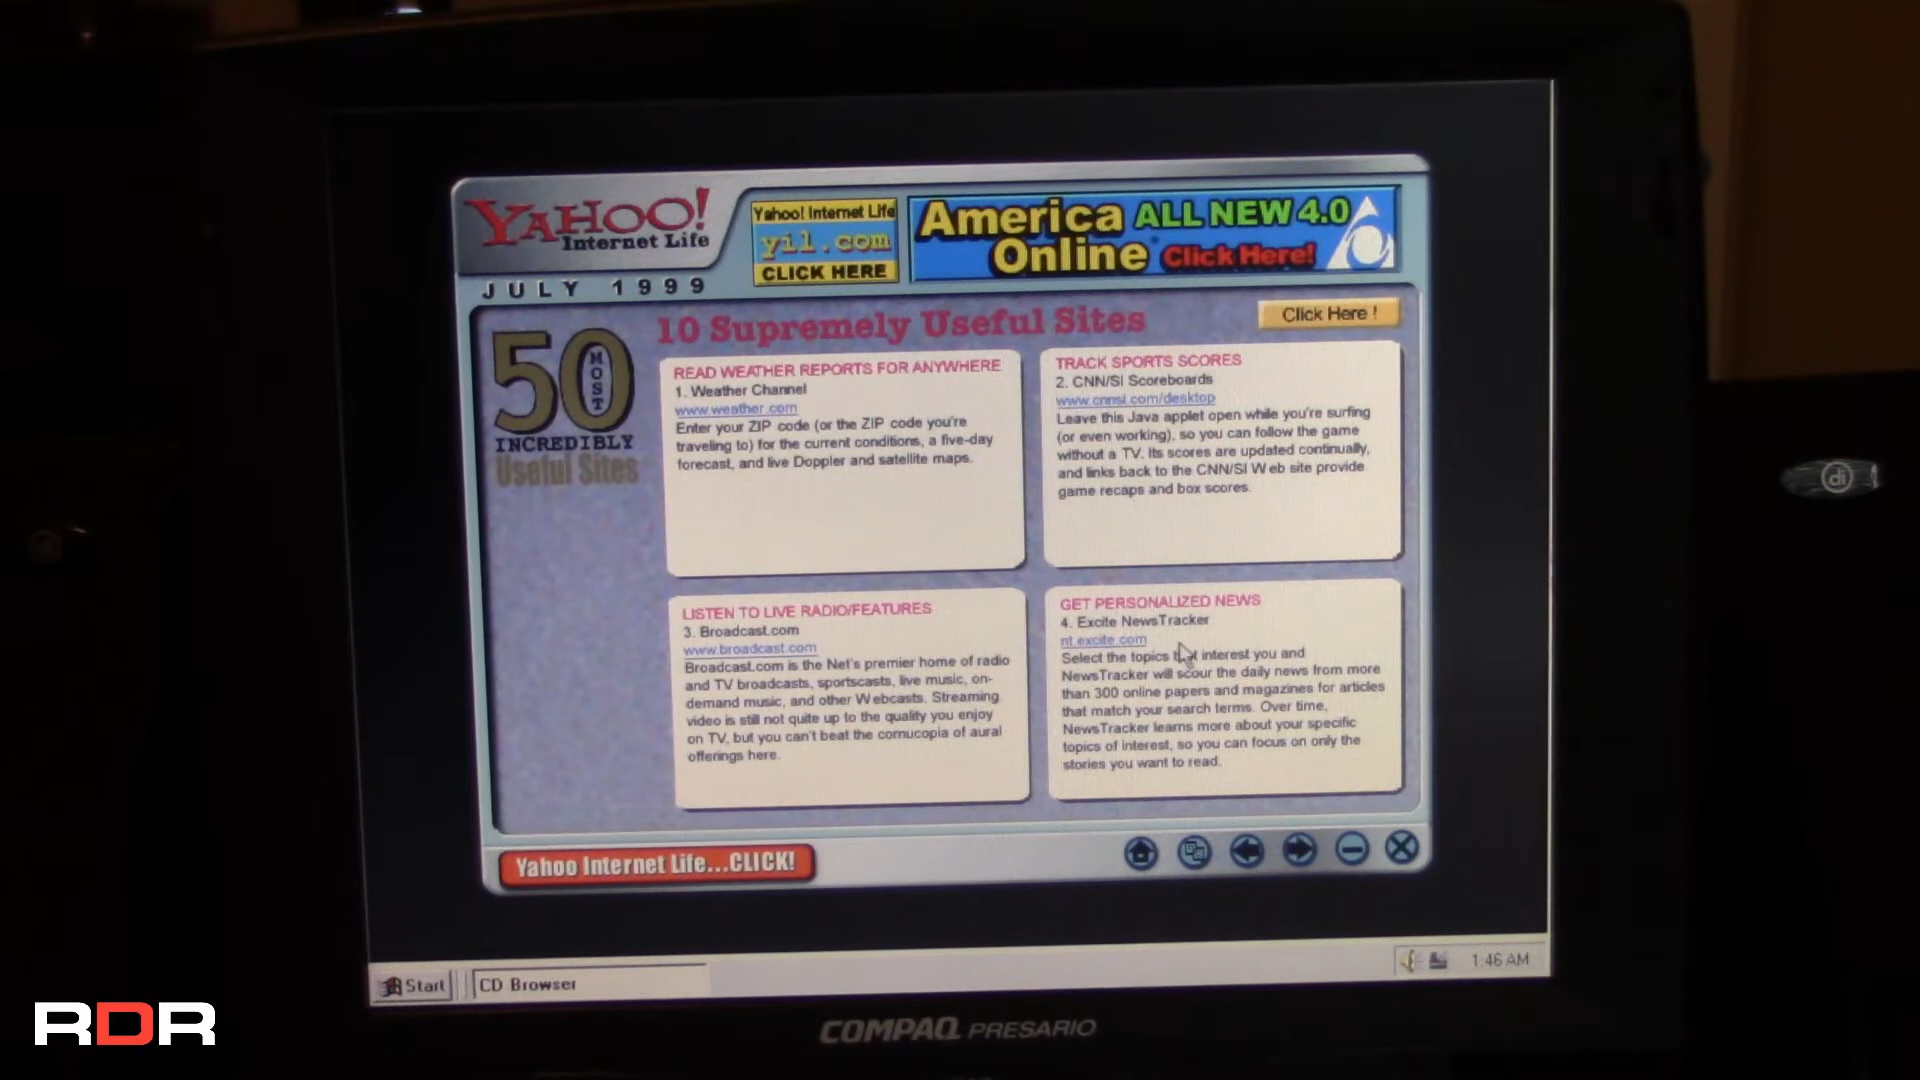 YAHOO!
Internet Life
JULY 1999
Yahoo! Internet Life
yil.com
CLICK HERE
America ALL NEW 4.0
Online Click Here!
50
MOST
INCREDIBLY
Useful Sites
10 Supremely Useful Sites
Click Here !
READ WEATHER REPORTS FOR ANYWHERE
1. Weather Channel
www.weather.com
Enter your ZIP code (or the ZIP code you're
traveling to) for the current conditions, a five-day
forecast, and live Doppler and satellite maps.
TRACK SPORTS SCORES
2. CNN/SI Scoreboards
www.cnnsi.com/desktop
Leave this Java applet open while you're surfing
(or even working), so you can follow the game
without a TV. Its scores are updated continually,
and links back to the CNN/SI Web site provide
game recaps and box scores.
LISTEN TO LIVE RADIO/FEATURES
3. Broadcast.com
www.broadcast.com
Broadcast.com is the Net's premier home of radio
and TV broadcasts, sportscasts, live music, on-
demand music, and other Webcasts. Streaming
video is still not quite up to the quality you enjoy
on TV, but you can't beat the cornucopia of aural
offerings here.
GET PERSONALIZED NEWS
4. Excite NewsTracker
nt.excite.com
Select the topics that interest you and
NewsTracker will scour the daily news from more
than 300 online papers and magazines for articles
that match your search terms. Over time,
NewsTracker learns more about your specific
topics of interest, so you can focus on only the
stories you want to read.
Yahoo Internet Life...CLICK!
Start
CD Browser
1:46 AM
COMPAQ PRESARIO
di
RDR